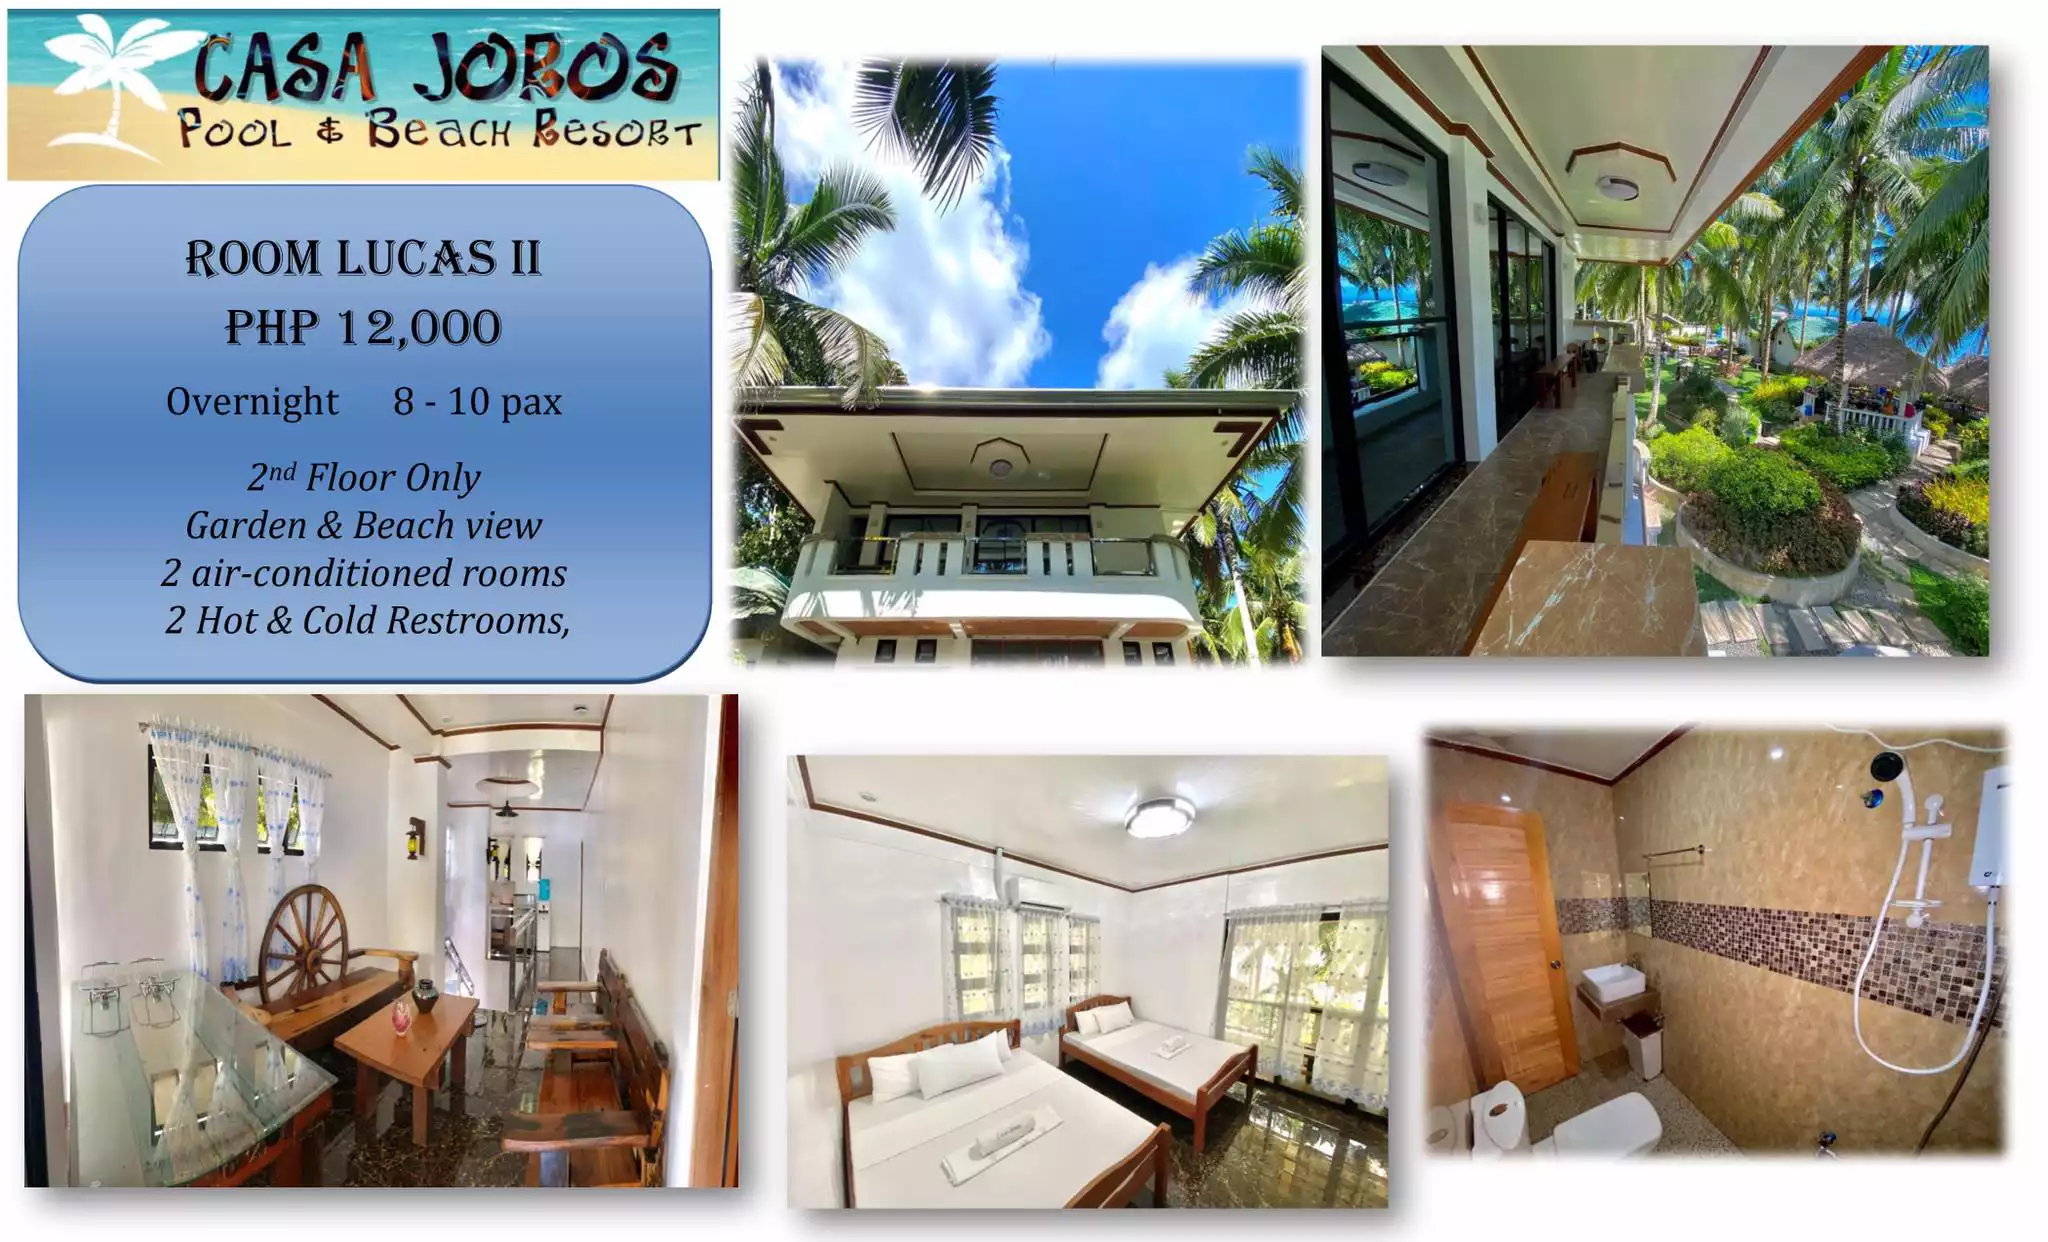 CASA JOBOS
POOL & BEACH RESORT
ROOM LUCAS II
PHP 12,000
Overnight 8 - 10 pax
2nd Floor Only
Garden & Beach view
2 air-conditioned rooms
2 Hot & Cold Restrooms,